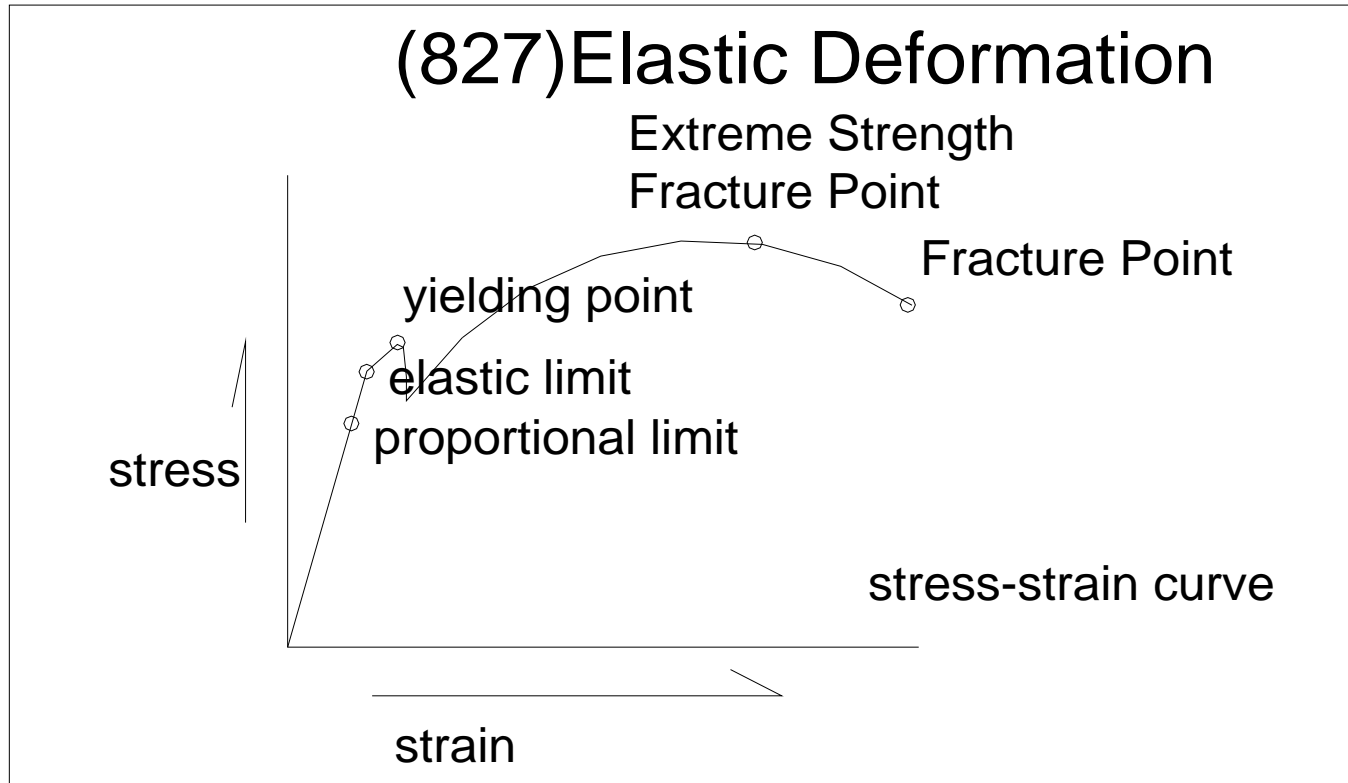 (827)Elastic Deformation
Extreme Strength
Fracture Point
Fracture Point
yielding point
elastic limit
proportional limit
stress
stress-strain curve
strain